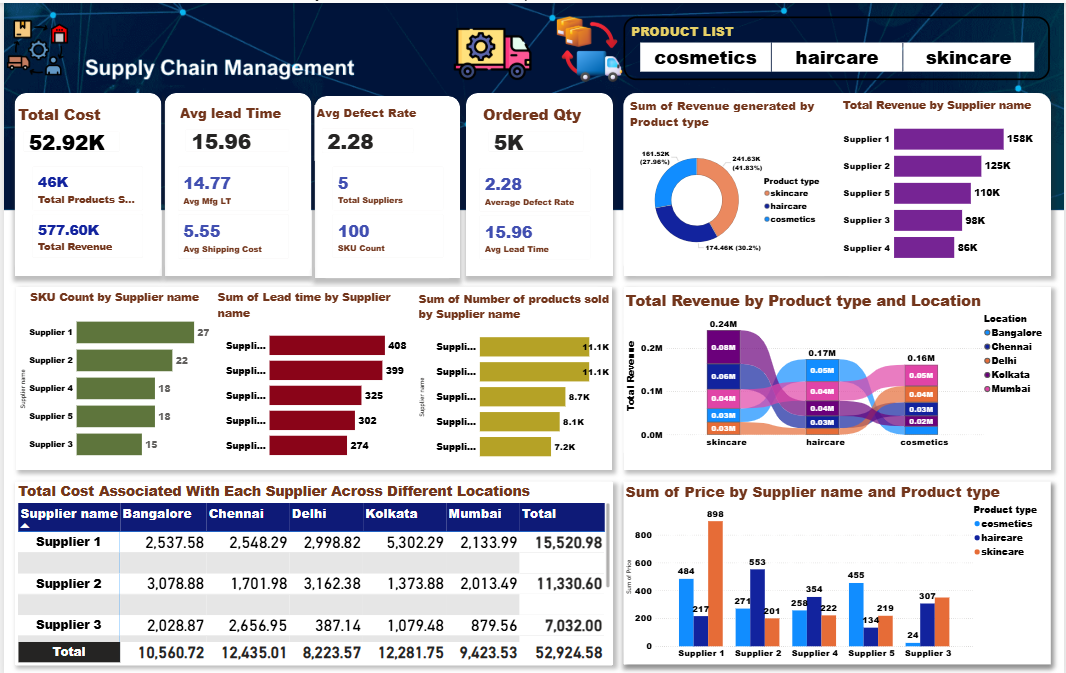 Supply Chain Management
PRODUCT LIST
cosmetics haircare skincare
Total Cost
52.92K
46K
Total Products S...
577.60K
Total Revenue
Avg lead Time
15.96
14.77
Avg Mfg LT
5.55
Avg Shipping Cost
Avg Defect Rate
2.28
5
Total Suppliers
100
SKU Count
Ordered Qty
5K
2.28
Average Defect Rate
15.96
Avg Lead Time
Sum of Revenue generated by
Product type
161.52K
(27.96%)
241.63K
(41.83%)
174.46K (30.2%)
Product type
skincare
haircare
cosmetics
Total Revenue by Supplier name
Supplier 1 158K
Supplier 2 125K
Supplier 5 110K
Supplier 3 98K
Supplier 4 86K
SKU Count by Supplier name
Supplier name
Supplier 1 27
Supplier 2 22
Supplier 4 18
Supplier 5 18
Supplier 3 15
Sum of Lead time by Supplier
name
Suppli... 408
Suppli... 399
Suppli... 325
Suppli... 302
Suppli... 274
Sum of Number of products sold
by Supplier name
Supplier name
Suppli... 11.1K
Suppli... 11.1K
Suppli... 8.7K
Suppli... 8.1K
Suppli... 7.2K
Total Revenue by Product type and Location
Total Revenue
0.2M
0.1M
0.0M
0.24M
0.08M
0.06M
0.04M
0.03M
0.03M
skincare
0.17M
0.05M
0.04M
0.04M
0.03M
haircare
0.16M
0.05M
0.04M
0.03M
0.02M
cosmetics
Location
Bangalore
Chennai
Delhi
Kolkata
Mumbai
Total Cost Associated With Each Supplier Across Different Locations
Supplier name Bangalore Chennai Delhi Kolkata Mumbai Total
Supplier 1 2,537.58 2,548.29 2,998.82 5,302.29 2,133.99 15,520.98
Supplier 2 3,078.88 1,701.98 3,162.38 1,373.88 2,013.49 11,330.60
Supplier 3 2,028.87 2,656.95 387.14 1,079.48 879.56 7,032.00
Total 10,560.72 12,435.01 8,223.57 12,281.75 9,423.53 52,924.58
Sum of Price by Supplier name and Product type
Sum of Price
800
600
400
200
0
484 217 898
271 553 201
258 354 222
455 134 219
24 307
Supplier 1 Supplier 2 Supplier 4 Supplier 5 Supplier 3
Product type
cosmetics
haircare
skincare